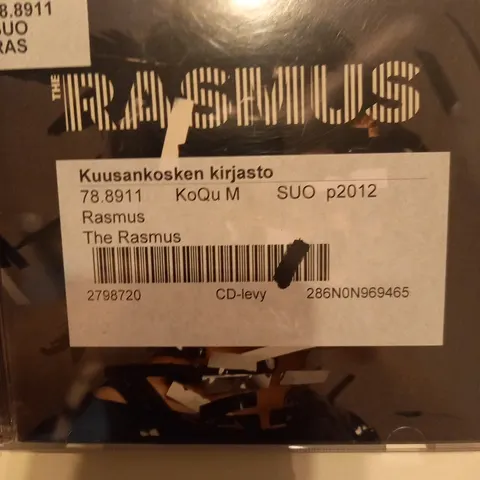 78.8911
SUO
RAS
THE RASMUS
Kuusankosken kirjasto
78.8911 KoQu M SUO p2012
Rasmus
The Rasmus
2798720 CD-levy 286N0N969465